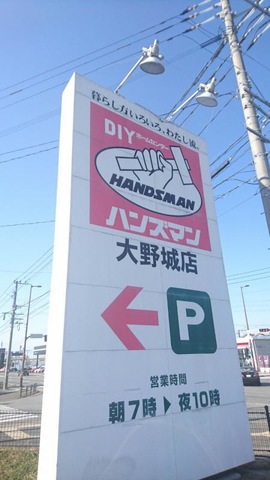 暮らしないろいろ、わたし流。
DIY ホームセンター
HANDSMAN
ハンズマン
大野城店
P
営業時間
朝7時▶夜10時